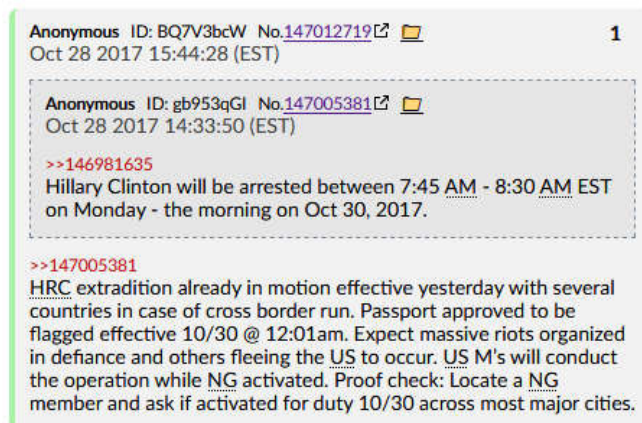 Anonymous ID: BQ7V3bcW No.147012719 1
Oct 28 2017 15:44:28 (EST)
Anonymous ID: gb953qGI No.147005381
Oct 28 2017 14:33:50 (EST)
>>146981635
Hillary Clinton will be arrested between 7:45 AM - 8:30 AM EST
on Monday - the morning on Oct 30, 2017.
>>147005381
HRC extradition already in motion effective yesterday with several
countries in case of cross border run. Passport approved to be
flagged effective 10/30 @ 12:01am. Expect massive riots organized
in defiance and others fleeing the US to occur. US M's will conduct
the operation while NG activated. Proof check: Locate a NG
member and ask if activated for duty 10/30 across most major cities.